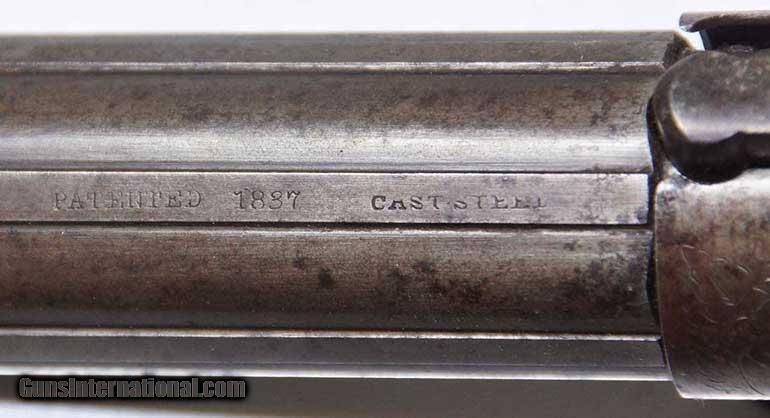 PATENTED 1837 CAST STEEL
GunsInternational.com